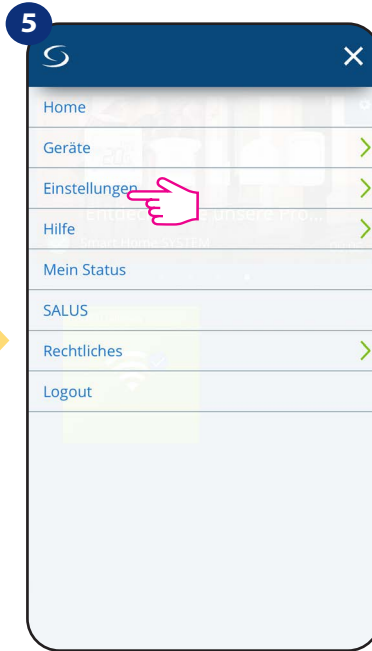 5
Home
Geräte
Einstellungen
Hilfe
Mein Status
SALUS
Rechtliches
Logout